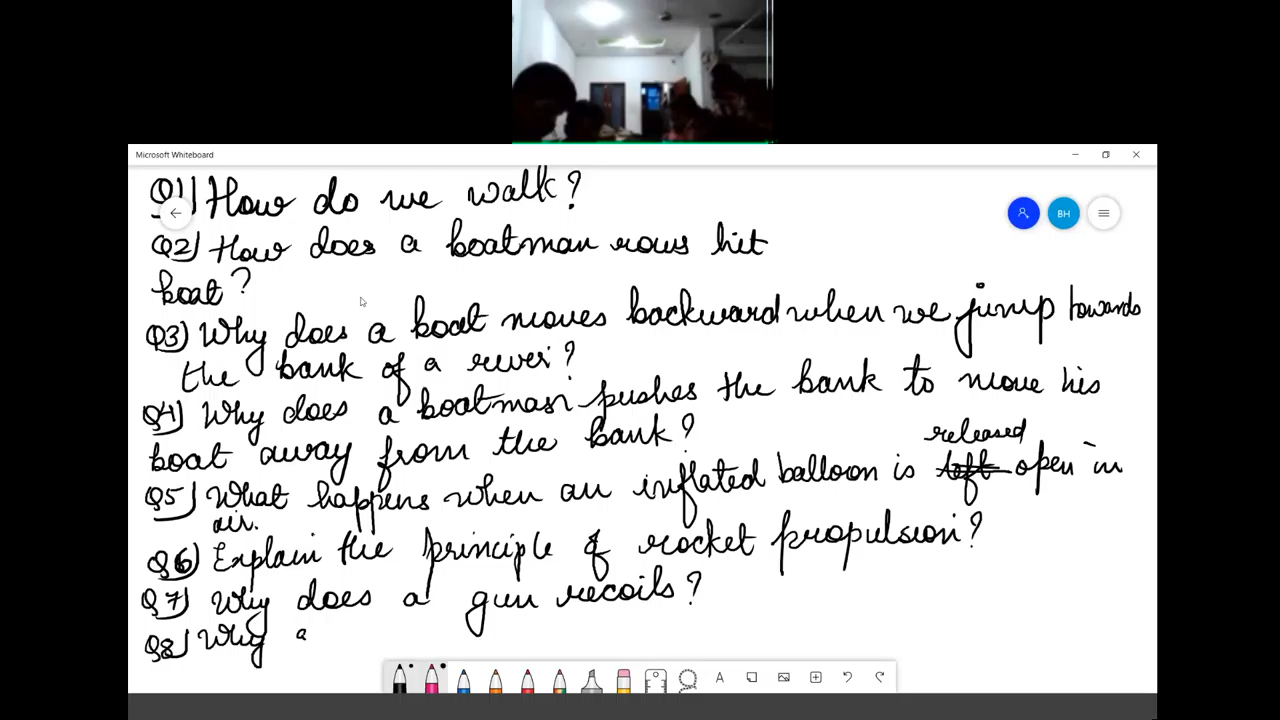 Microsoft Whiteboard
Q1) How do we walk?
BH
Q2) How does a boatman rows hit
boat?
Q3) Why does a boat moves backward when we jump towards
the bank of a river?
Q4) Why does a boatman pushes the bank to move his
boat away from the bank?
released
Q5) What happens when an inflated balloon is left open in
air.
Q6) Explain the principle of rocket propulsion?
Q7) Why does a gun recoils?
Q8) Why a
A